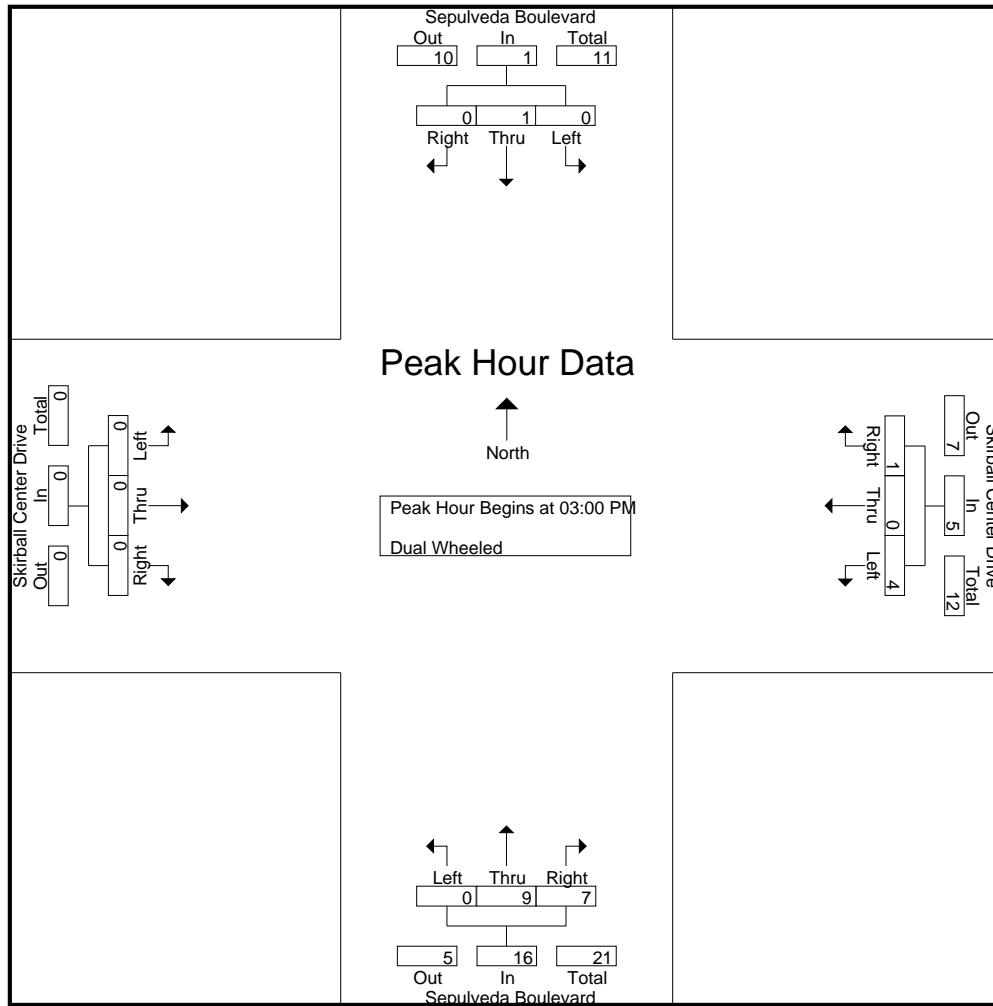 Sepulveda Boulevard
Out In Total
10 1 11
0 1 0
Right Thru Left
Peak Hour Data
North
Peak Hour Begins at 03:00 PM
Dual Wheeled
Skirball Center Drive
Out In Total
0 0 0
Right Thru Left
0 0 0
Skirball Center Drive
Out In Total
7 5 12
Right Thru Left
1 0 4
Left Thru Right
0 9 7
5 16 21
Out In Total
Sepulveda Boulevard